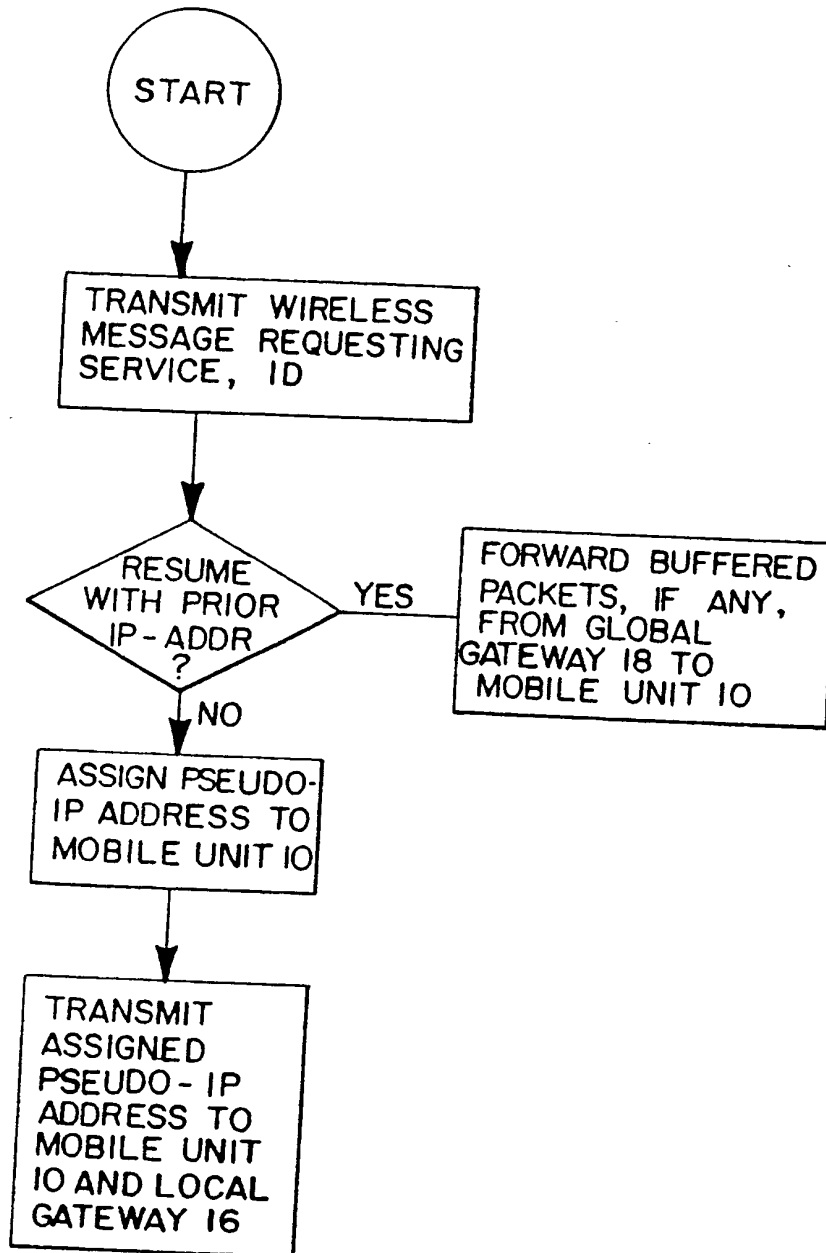 START
TRANSMIT WIRELESS
MESSAGE REQUESTING
SERVICE, ID
RESUME
WITH PRIOR
IP-ADDR
?
YES
FORWARD BUFFERED
PACKETS, IF ANY,
FROM GLOBAL
GATEWAY 18 TO
MOBILE UNIT 10
NO
ASSIGN PSEUDO-
IP ADDRESS TO
MOBILE UNIT 10
TRANSMIT
ASSIGNED
PSEUDO-IP
ADDRESS TO
MOBILE UNIT
10 AND LOCAL
GATEWAY 16